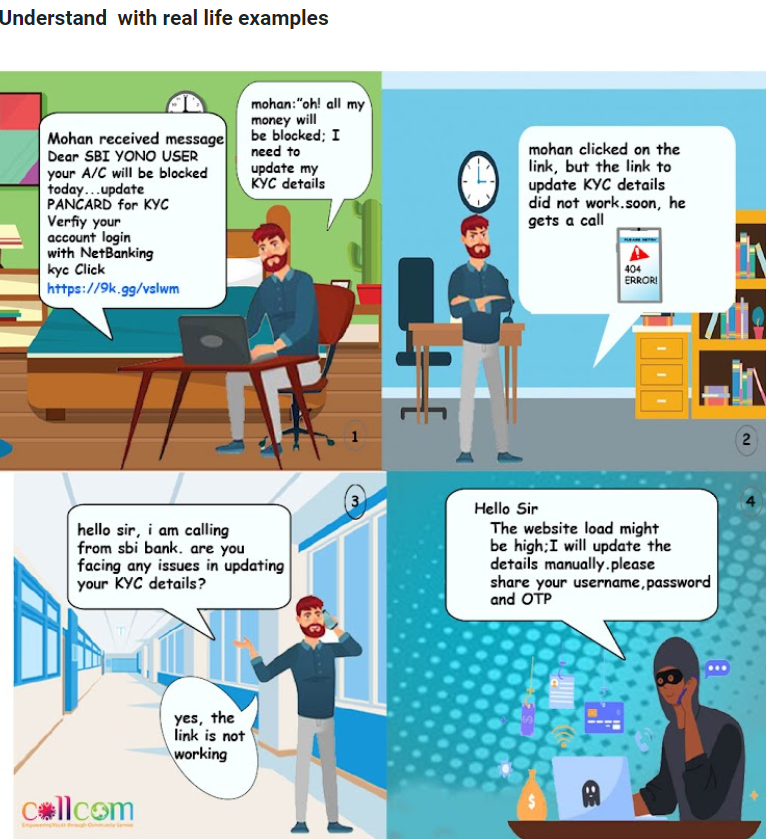 Understand with real life examples
Mohan received message
Dear SBI YONO USER
your A/C will be blocked
today...update
PANCARD for KYC
Verfiy your
account login
with NetBanking
kyc Click
https://9k.gg/vslwm
mohan:"oh! all my
money will
be blocked; I
need to
update my
KYC details
1
mohan clicked on the
link, but the link to
update KYC details
did not work.soon, he
gets a call
404
ERROR!
2
3
hello sir, i am calling
from sbi bank. are you
facing any issues in updating
your KYC details?
yes, the
link is not
working
collcom
Empowering Youth through Community Service
4
Hello Sir
The website load might
be high;I will update the
details manually.please
share your username,password
and OTP
$